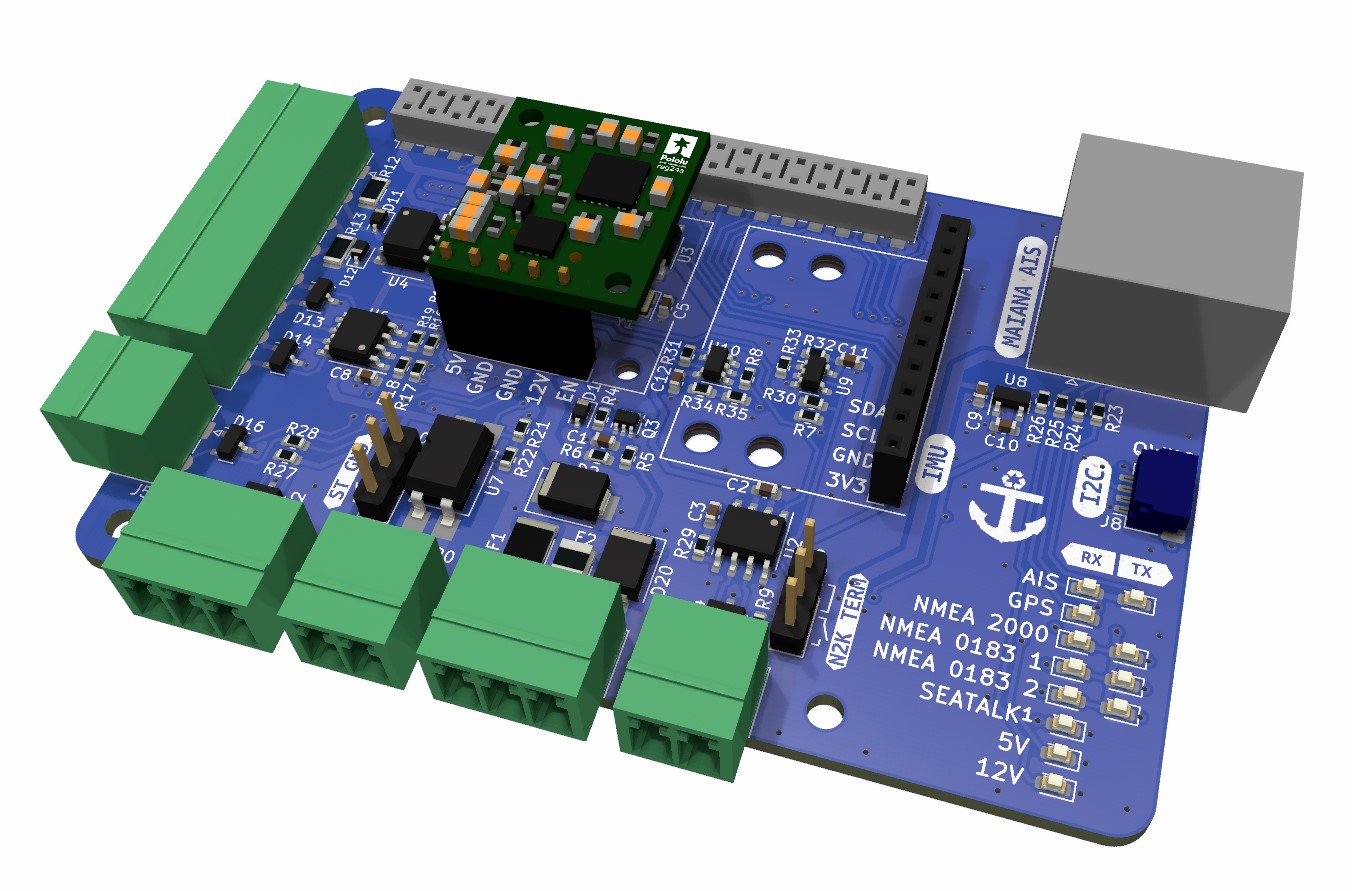 Pololu
R12
D11
R13
D12
U4
U3
C5
D13
D14
C8
R19
R18
R17
5V
GND
GND
12V
EN
D1
R4
Q3
C1
R6
R5
R21
R22
U7
D16
R28
R27
ST
F1
F2
D20
C12
R31
R8
R34
R35
R33
R32
C11
U9
R30
R7
SDA
SCL
GND
3V3
IMU
MAIANA AIS
U8
C9
C10
R26
R25
R24
R23
I2C
J8
C2
C3
R29
U2
R9
N2K TERM
RX
TX
AIS
GPS
NMEA 2000
NMEA 0183 1
NMEA 0183 2
SEATALK1
5V
12V